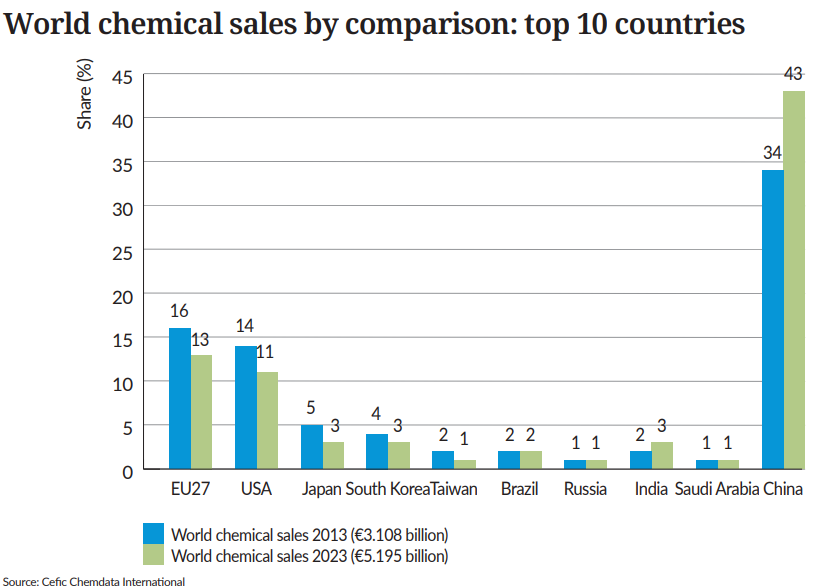 World chemical sales by comparison: top 10 countries
Share (%)
45
40
35
30
25
20
15
10
5
0
16
13
14
11
5
3
4
3
2
1
2
2
1
1
2
3
1
1
34
43
EU27
USA
Japan
South Korea
Taiwan
Brazil
Russia
India
Saudi Arabia
China
World chemical sales 2013 (€3.108 billion)
World chemical sales 2023 (€5.195 billion)
Source: Cefic Chemdata International